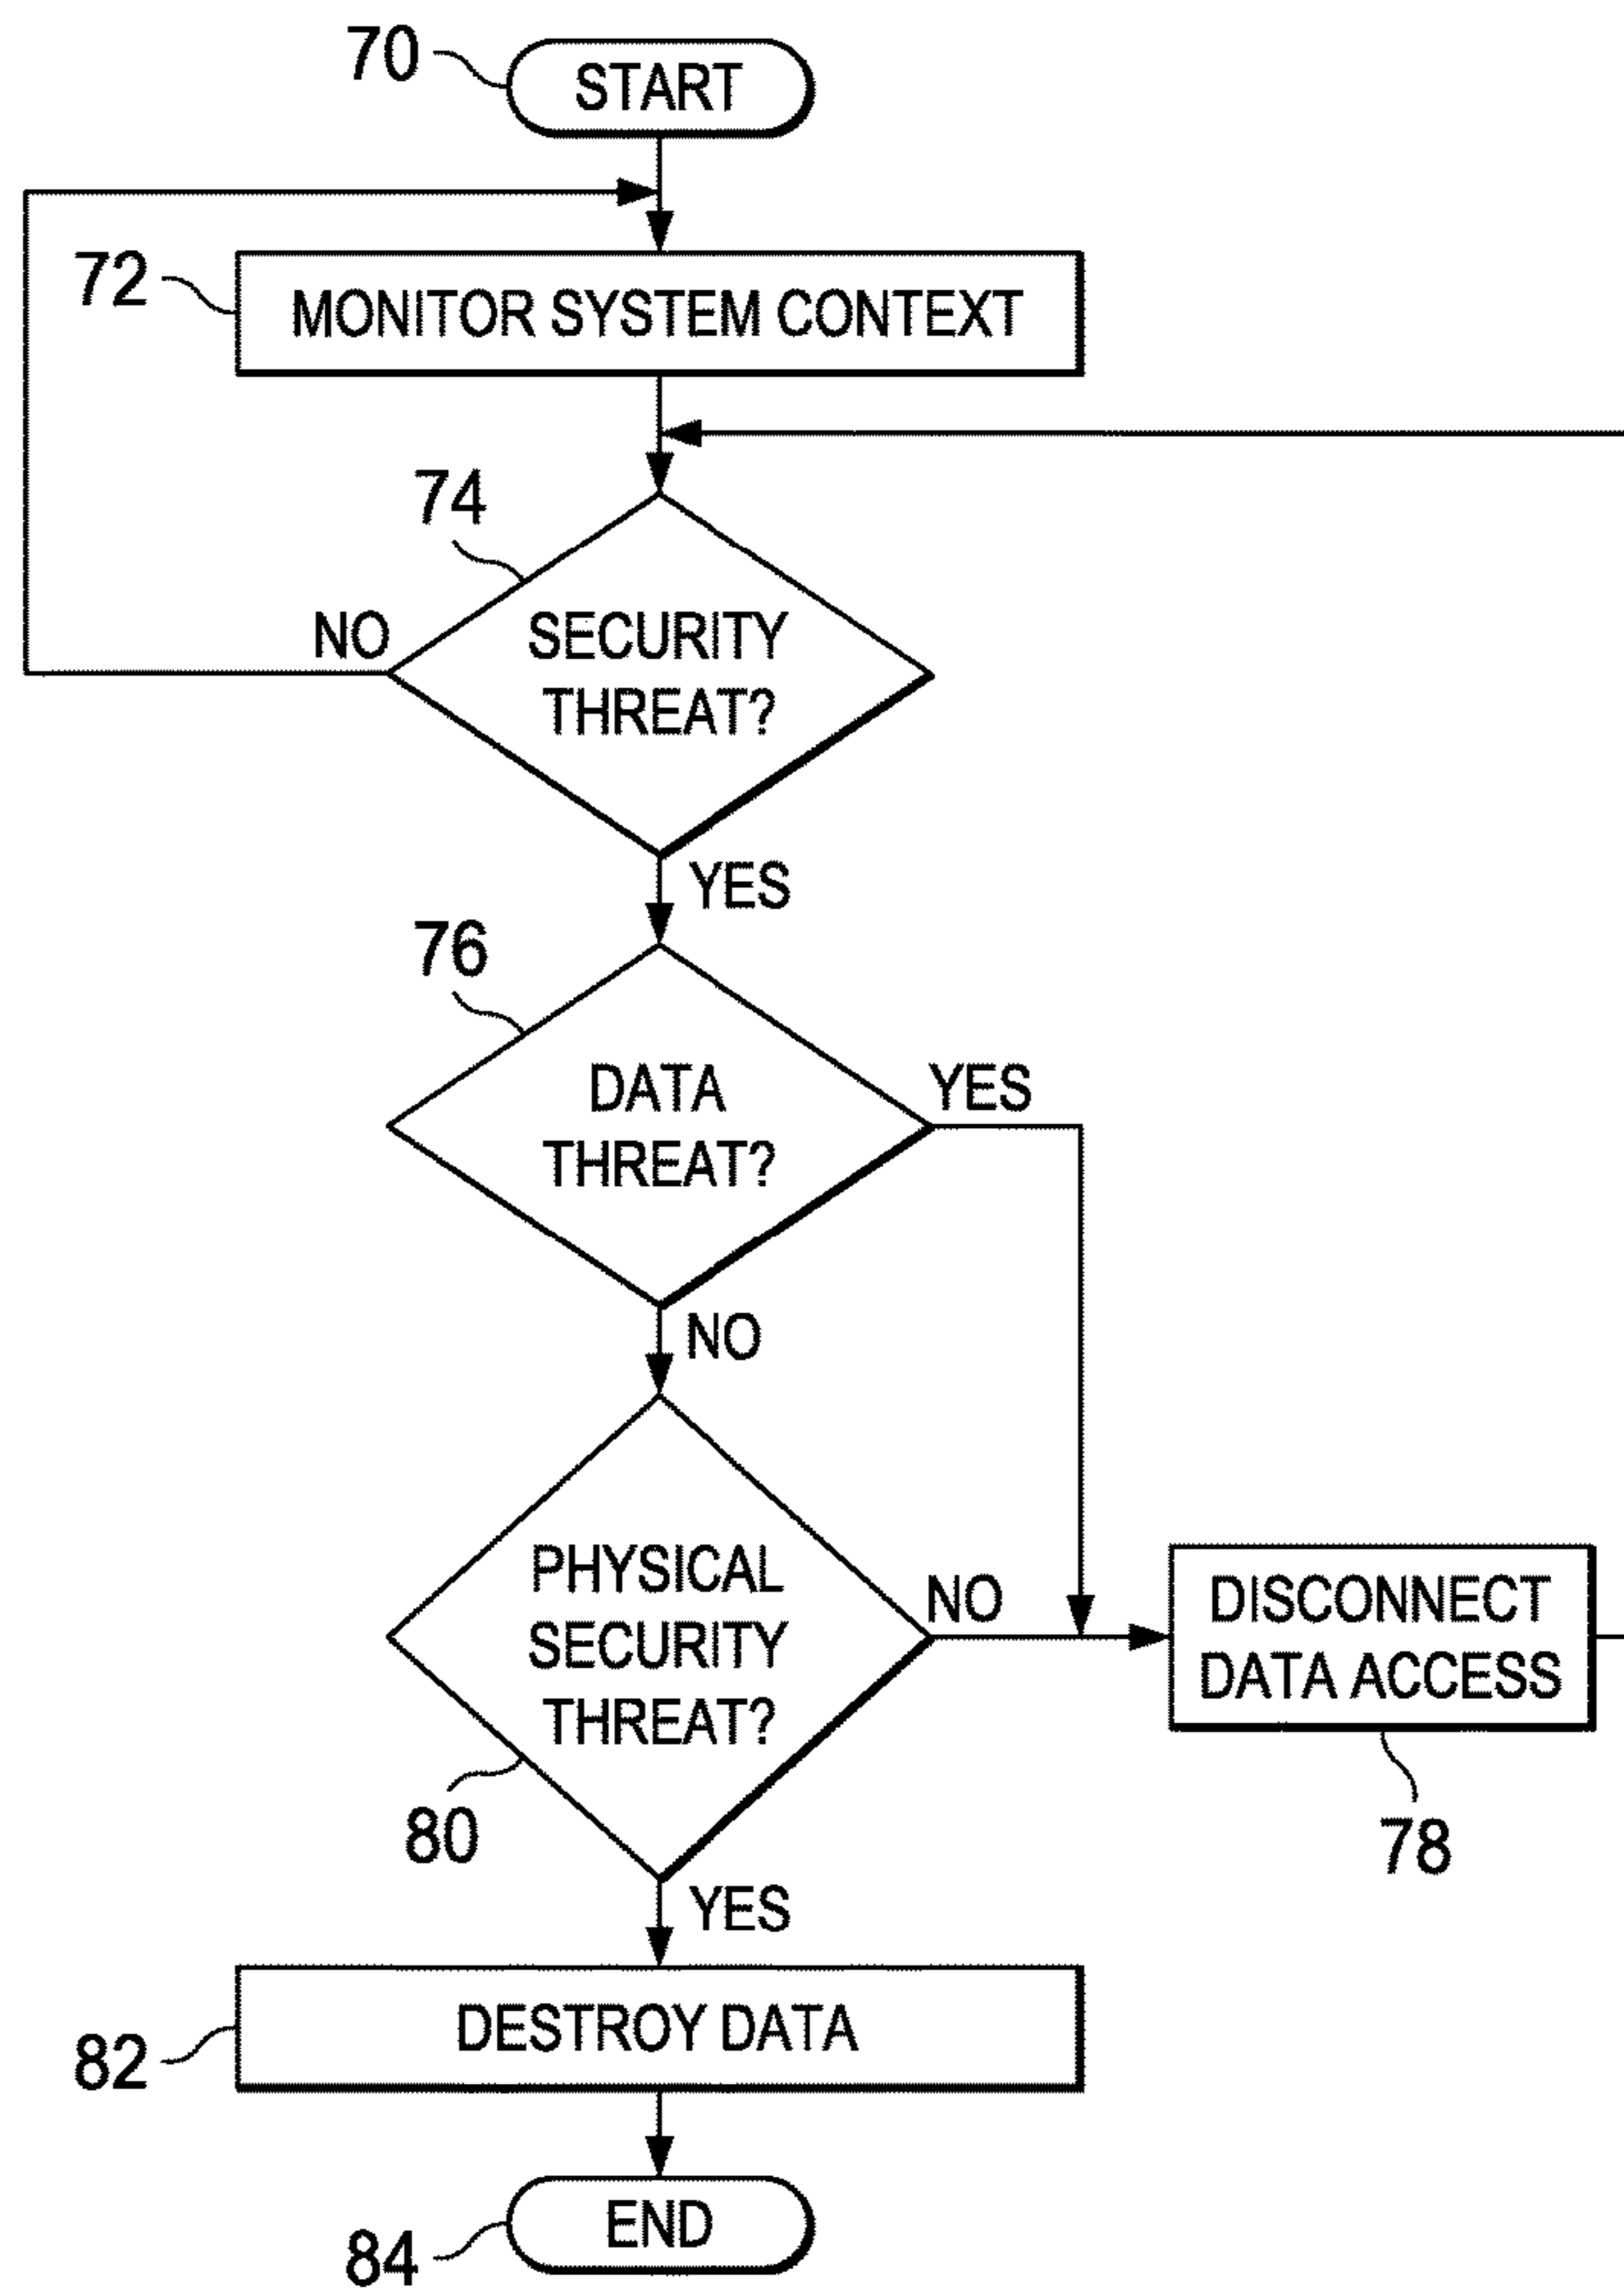 70
START
72
MONITOR SYSTEM CONTEXT
74
NO
SECURITY
THREAT?
YES
76
DATA
THREAT?
YES
NO
PHYSICAL
SECURITY
THREAT?
NO
DISCONNECT
DATA ACCESS
80
78
YES
DESTROY DATA
82
END
84